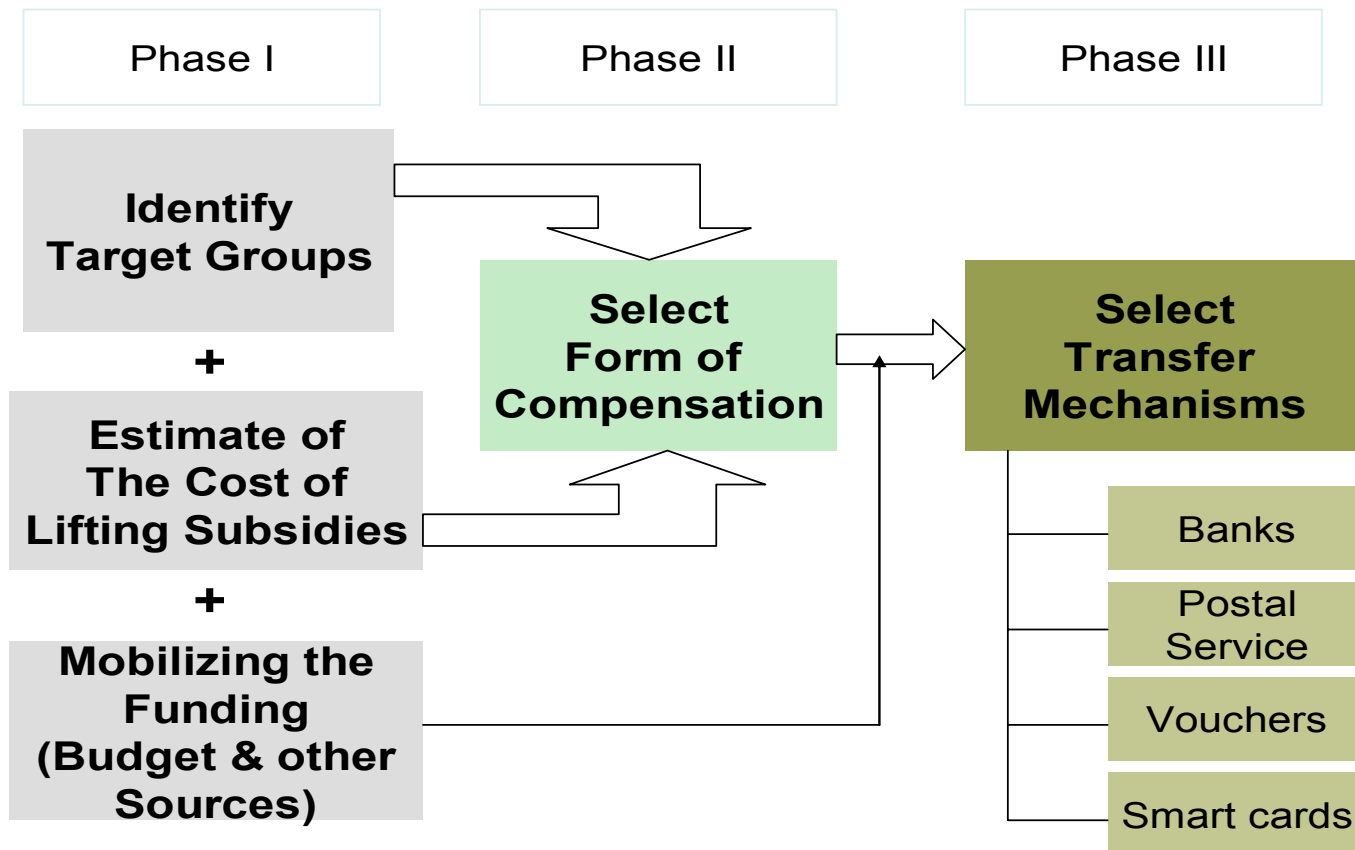 Phase I
Phase II
Phase III
Identify
Target Groups
+
Estimate of
The Cost of
Lifting Subsidies
+
Mobilizing the
Funding
(Budget & other
Sources)
Select
Form of
Compensation
Select
Transfer
Mechanisms
Banks
Postal
Service
Vouchers
Smart cards